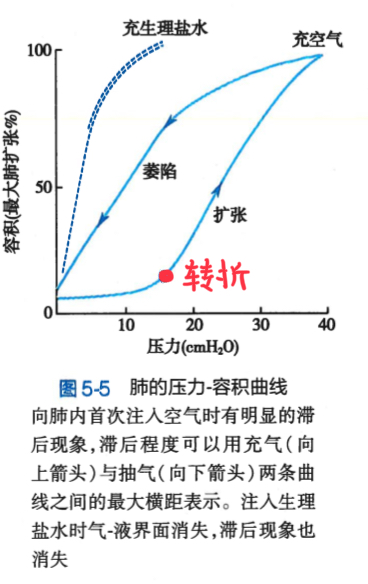 充生理盐水
充空气
100
50
0
容积(最大肺扩张%)
萎陷
扩张
转折
10 20 30 40
压力(cmH₂O)
图5-5 肺的压力-容积曲线
向肺内首次注入空气时有明显的滞
后现象,滞后程度可以用充气(向
上箭头)与抽气(向下箭头)两条曲
线之间的最大横距表示。注入生理
盐水时气-液界面消失,滞后现象也
消失